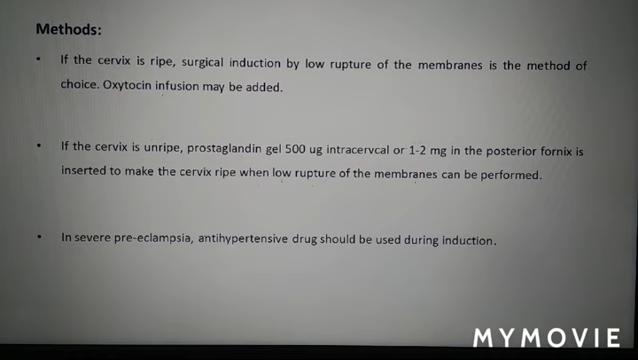 Methods:
• If the cervix is ripe, surgical induction by low rupture of the membranes is the method of
choice. Oxytocin infusion may be added.
• If the cervix is unripe, prostaglandin gel 500 ug intracervcal or 1-2 mg in the posterior fornix is
inserted to make the cervix ripe when low rupture of the membranes can be performed.
• In severe pre-eclampsia, antihypertensive drug should be used during induction.
MYMOVIE